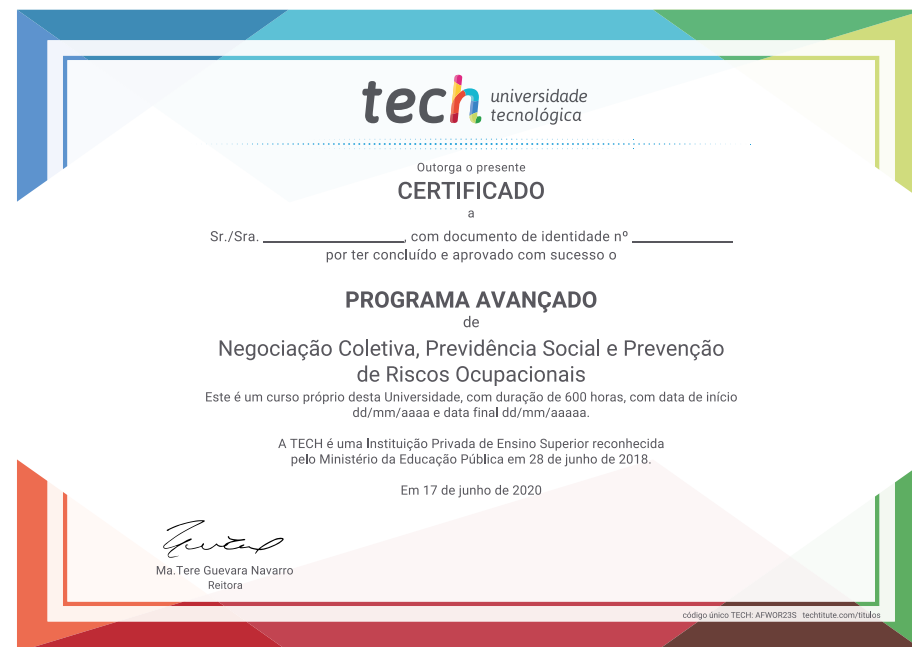 tech universidade
tecnológica
Outorga o presente
CERTIFICADO
a
Sr./Sra. ____________________, com documento de identidade nº ______________
por ter concluído e aprovado com sucesso o
PROGRAMA AVANÇADO
de
Negociação Coletiva, Previdência Social e Prevenção
de Riscos Ocupacionais
Este é um curso próprio desta Universidade, com duração de 600 horas, com data de início
dd/mm/aaaa e data final dd/mm/aaaaa.
A TECH é uma Instituição Privada de Ensino Superior reconhecida
pelo Ministério da Educação Pública em 28 de junho de 2018.
Em 17 de junho de 2020
Ma.Tere Guevara Navarro
Reitora
código único TECH: AFWOR23S techtitute.com/titulos